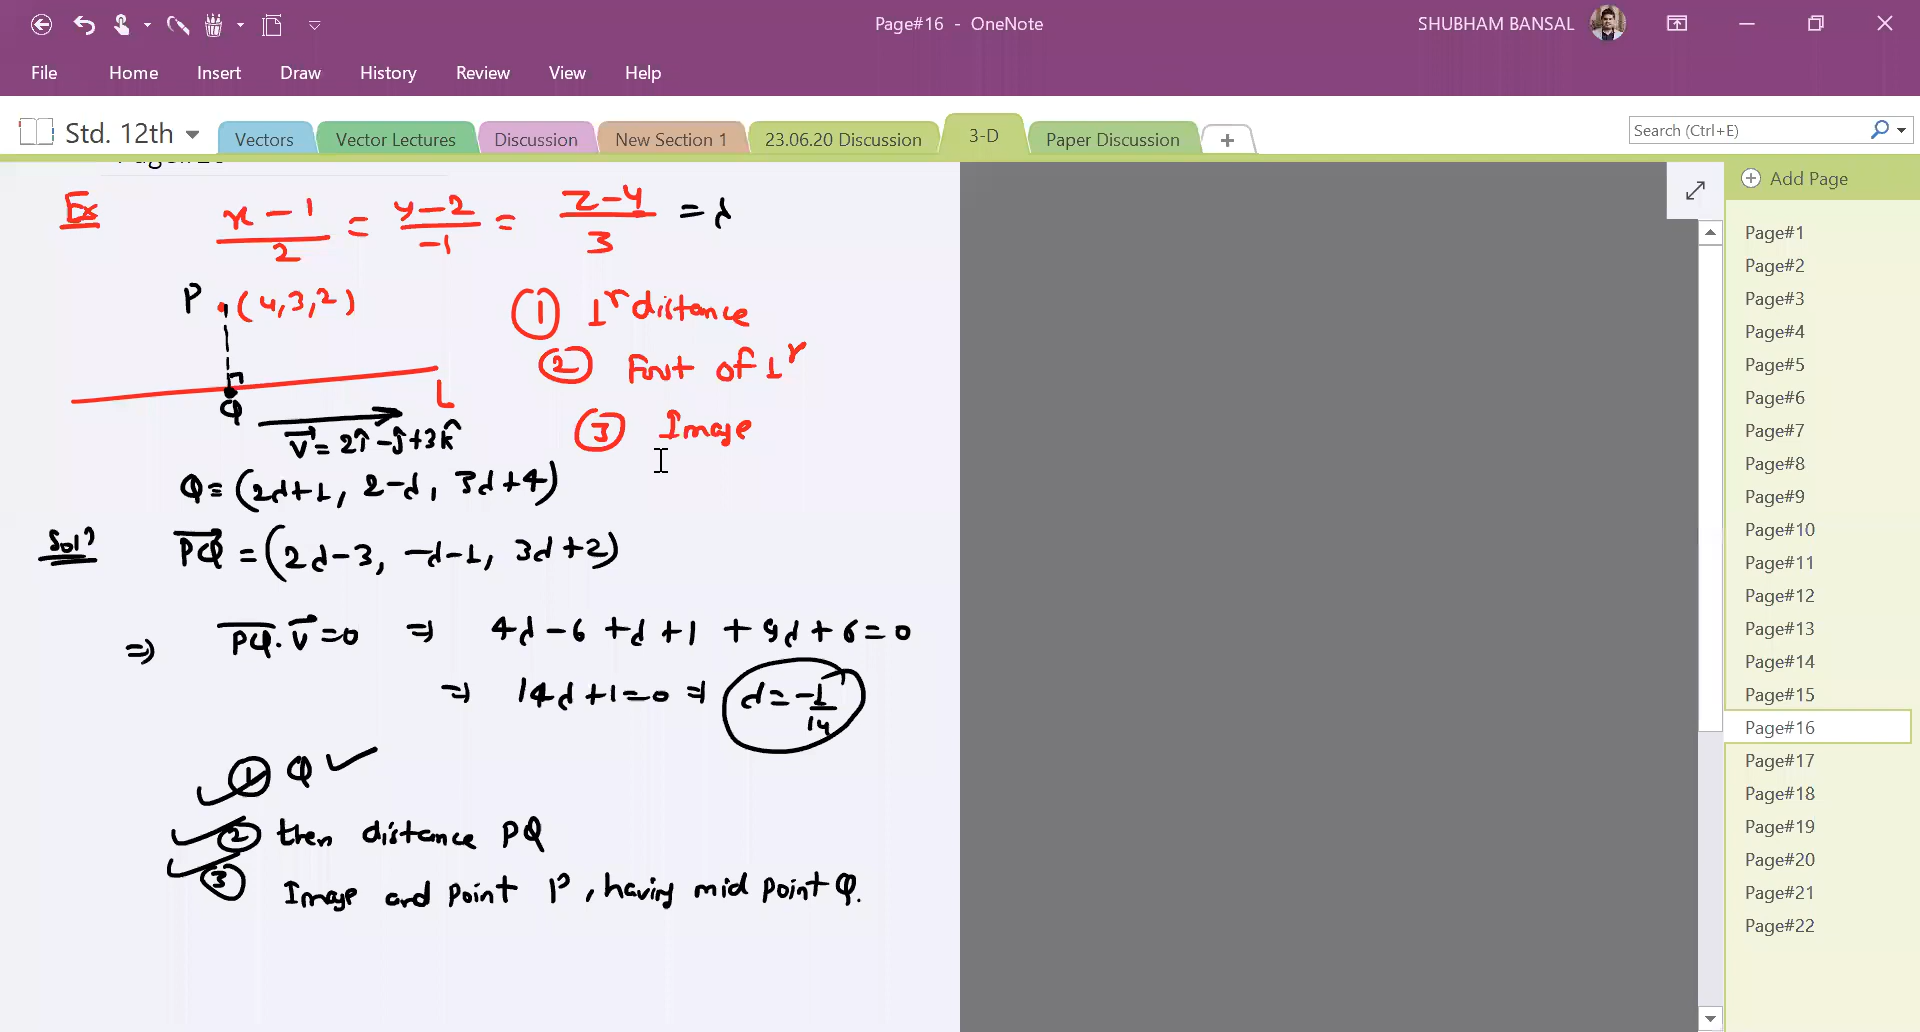 Page#16 - OneNote
SHUBHAM BANSAL
File Home Insert Draw History Review View Help
Std. 12th
Vectors Vector Lectures Discussion New Section 1 23.06.20 Discussion 3-D Paper Discussion +
Search (Ctrl+E)
Ex (x-1)/2 = (y-2)/-1 = (z-4)/3 = λ
P (4,3,2)
① ⊥r distance
② Foot of ⊥r
③ Image
L
Q
V⃗ = 2î-ĵ+3k̂
Q = (2λ+1, 2-λ, 3λ+4)
Solⁿ PQ⃗ = (2λ-3, -λ-1, 3λ+2)
⇒ PQ⃗.V⃗=0 ⇒ 4λ-6+λ+1+9λ+6=0
⇒ 14λ+1=0 ⇒ λ=-1/14
① Q ✓
② then distance PQ
③ Image and point P, having mid point Q.
Add Page
Page#1
Page#2
Page#3
Page#4
Page#5
Page#6
Page#7
Page#8
Page#9
Page#10
Page#11
Page#12
Page#13
Page#14
Page#15
Page#16
Page#17
Page#18
Page#19
Page#20
Page#21
Page#22